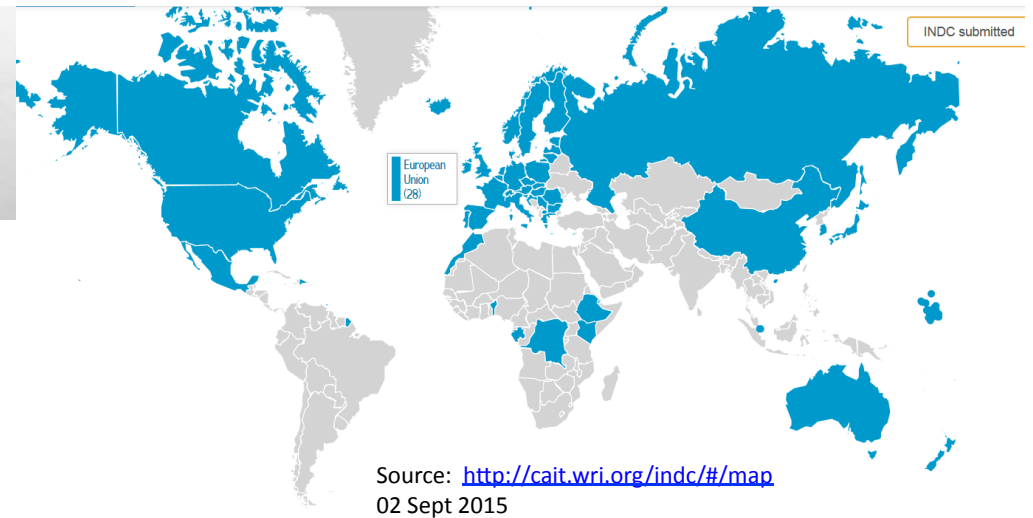 INDC submitted
European
Union
(28)
Source: http://cait.wri.org/indc/#/map
02 Sept 2015